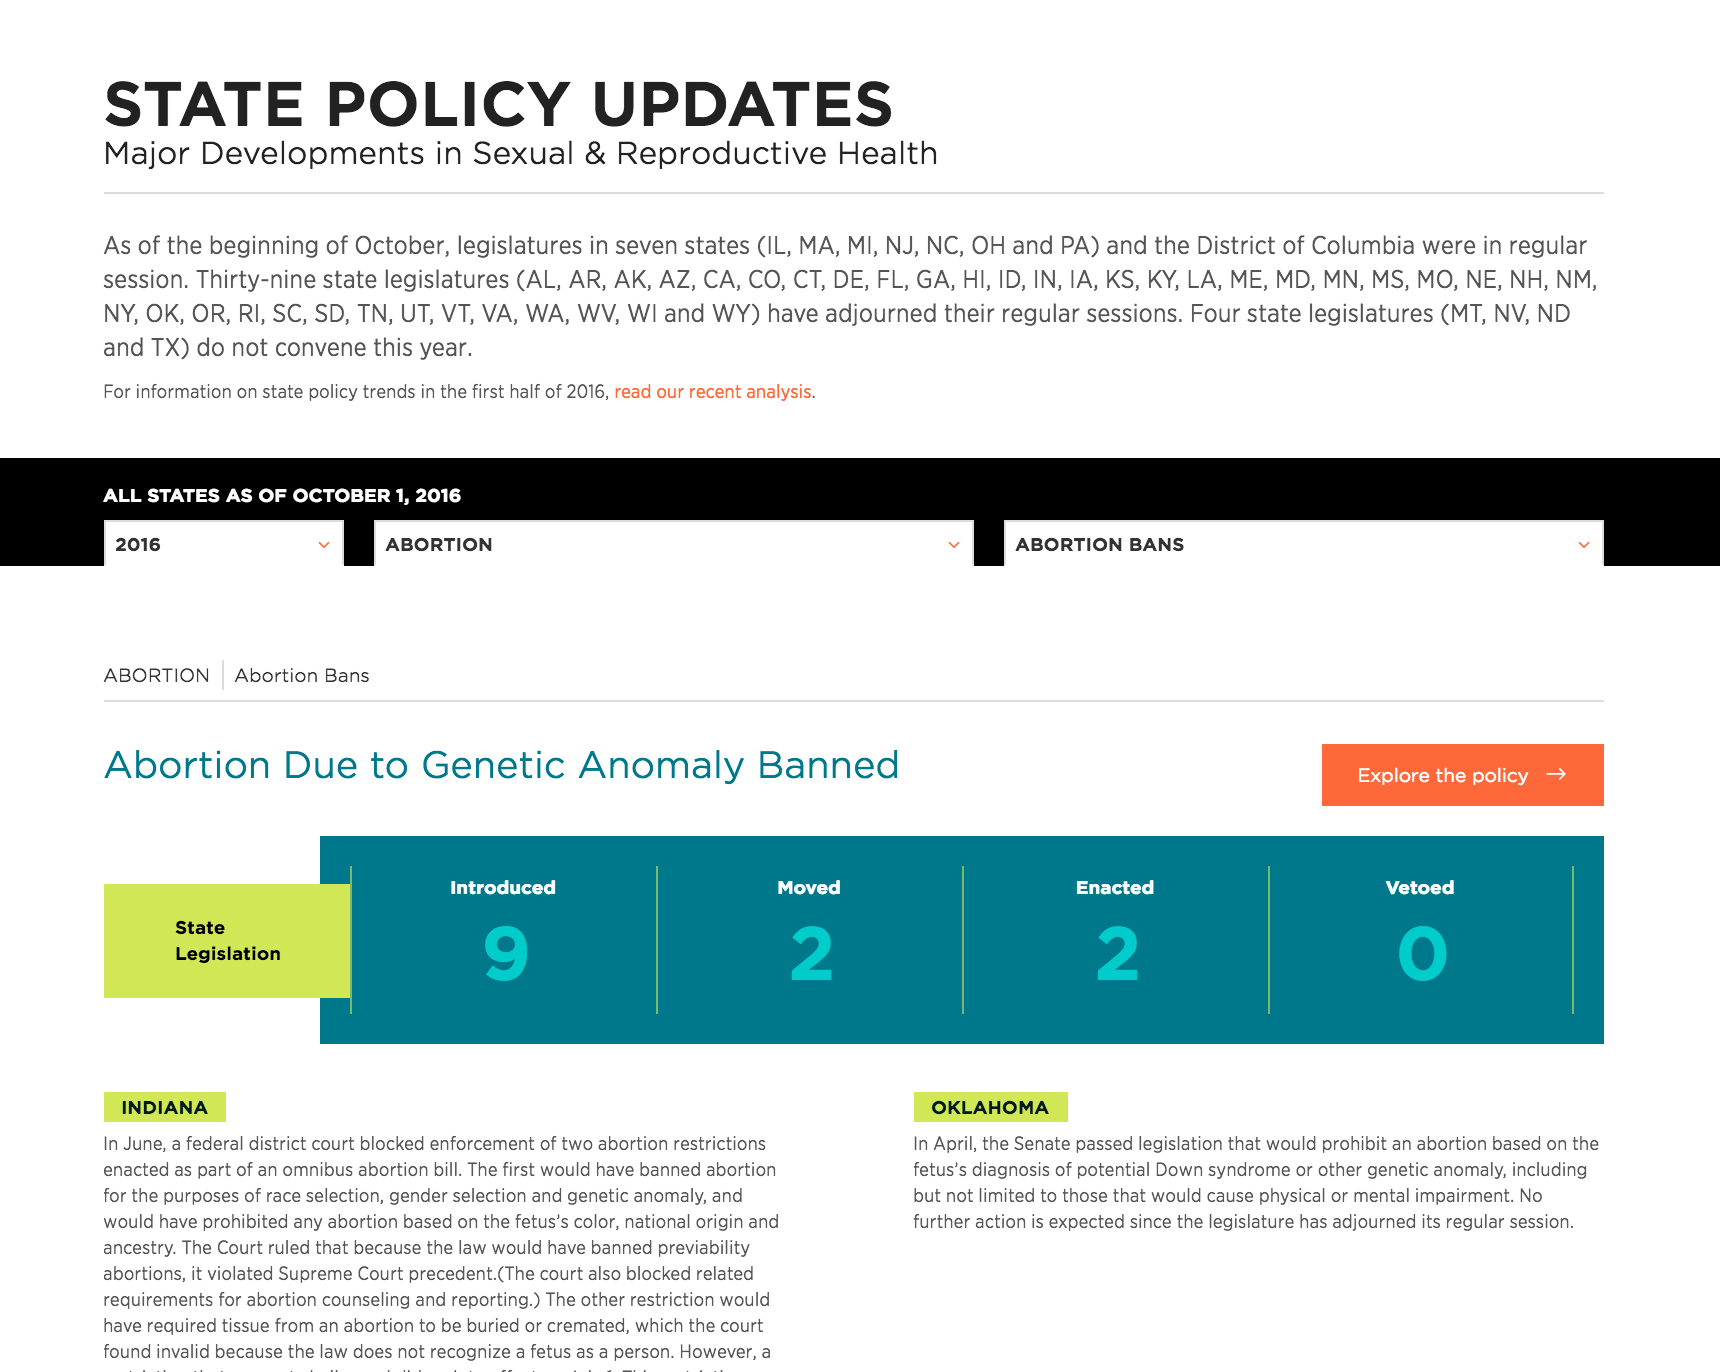 STATE POLICY UPDATES
Major Developments in Sexual & Reproductive Health
As of the beginning of October, legislatures in seven states (IL, MA, MI, NJ, NC, OH and PA) and the District of Columbia were in regular
session. Thirty-nine state legislatures (AL, AR, AK, AZ, CA, CO, CT, DE, FL, GA, HI, ID, IN, IA, KS, KY, LA, ME, MD, MN, MS, MO, NE, NH, NM,
NY, OK, OR, RI, SC, SD, TN, UT, VT, VA, WA, WV, WI and WY) have adjourned their regular sessions. Four state legislatures (MT, NV, ND
and TX) do not convene this year.
For information on state policy trends in the first half of 2016, read our recent analysis.
ALL STATES AS OF OCTOBER 1, 2016
2016
ABORTION
ABORTION BANS
ABORTION
Abortion Bans
Abortion Due to Genetic Anomaly Banned
Explore the policy →
State
Legislation
Introduced
9
Moved
2
Enacted
2
Vetoed
0
INDIANA
In June, a federal district court blocked enforcement of two abortion restrictions
enacted as part of an omnibus abortion bill. The first would have banned abortion
for the purposes of race selection, gender selection and genetic anomaly, and
would have prohibited any abortion based on the fetus's color, national origin and
ancestry. The Court ruled that because the law would have banned previability
abortions, it violated Supreme Court precedent.(The court also blocked related
requirements for abortion counseling and reporting.) The other restriction would
have required tissue from an abortion to be buried or cremated, which the court
found invalid because the law does not recognize a fetus as a person. However, a
OKLAHOMA
In April, the Senate passed legislation that would prohibit an abortion based on the
fetus's diagnosis of potential Down syndrome or other genetic anomaly, including
but not limited to those that would cause physical or mental impairment. No
further action is expected since the legislature has adjourned its regular session.